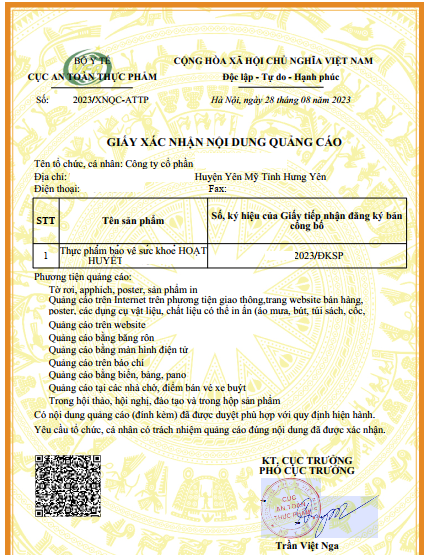 BỘ Y TẾ
CỤC AN TOÀN THỰC PHẨM
CỘNG HÒA XÃ HỘI CHỦ NGHĨA VIỆT NAM
Độc lập - Tự do - Hạnh phúc
Số: 2023/XNQC-ATTP
Hà Nội, ngày 28 tháng 08 năm 2023
GIẤY XÁC NHẬN NỘI DUNG QUẢNG CÁO
Tên tổ chức, cá nhân: Công ty cổ phần
Địa chỉ: Huyện Yên Mỹ Tỉnh Hưng Yên
Điện thoại: Fax:
STT Tên sản phẩm Số, ký hiệu của Giấy tiếp nhận đăng ký bản
công bố
1 Thực phẩm bảo vệ sức khoẻ HOẠT
HUYẾT 2023/ĐKSP
Phương tiện quảng cáo:
Tờ rơi, apphich, poster, sản phẩm in
Quảng cáo trên Internet trên phương tiện giao thông,trang website bán hàng,
poster, các dụng cụ vật liệu, chất liệu có thể in ấn (áo mưa, bút, túi sách, cốc,
Quảng cáo trên website
Quảng cáo bằng băng rôn
Quảng cáo bằng màn hình điện tử
Quảng cáo trên báo chí
Quảng cáo bằng biển, bảng, pano
Quảng cáo tại các nhà chờ, điểm bán vé xe buýt
Trong hội thảo, hội nghị, đào tạo và trong hộp sản phẩm
Có nội dung quảng cáo (đính kèm) đã được duyệt phù hợp với quy định hiện hành.
Yêu cầu tổ chức, cá nhân có trách nhiệm quảng cáo đúng nội dung đã được xác nhận.
KT, CỤC TRƯỞNG
PHÓ CỤC TRƯỞNG
CỤC
AN TOÀN
THỰC PHẨM
Trần Việt Nga